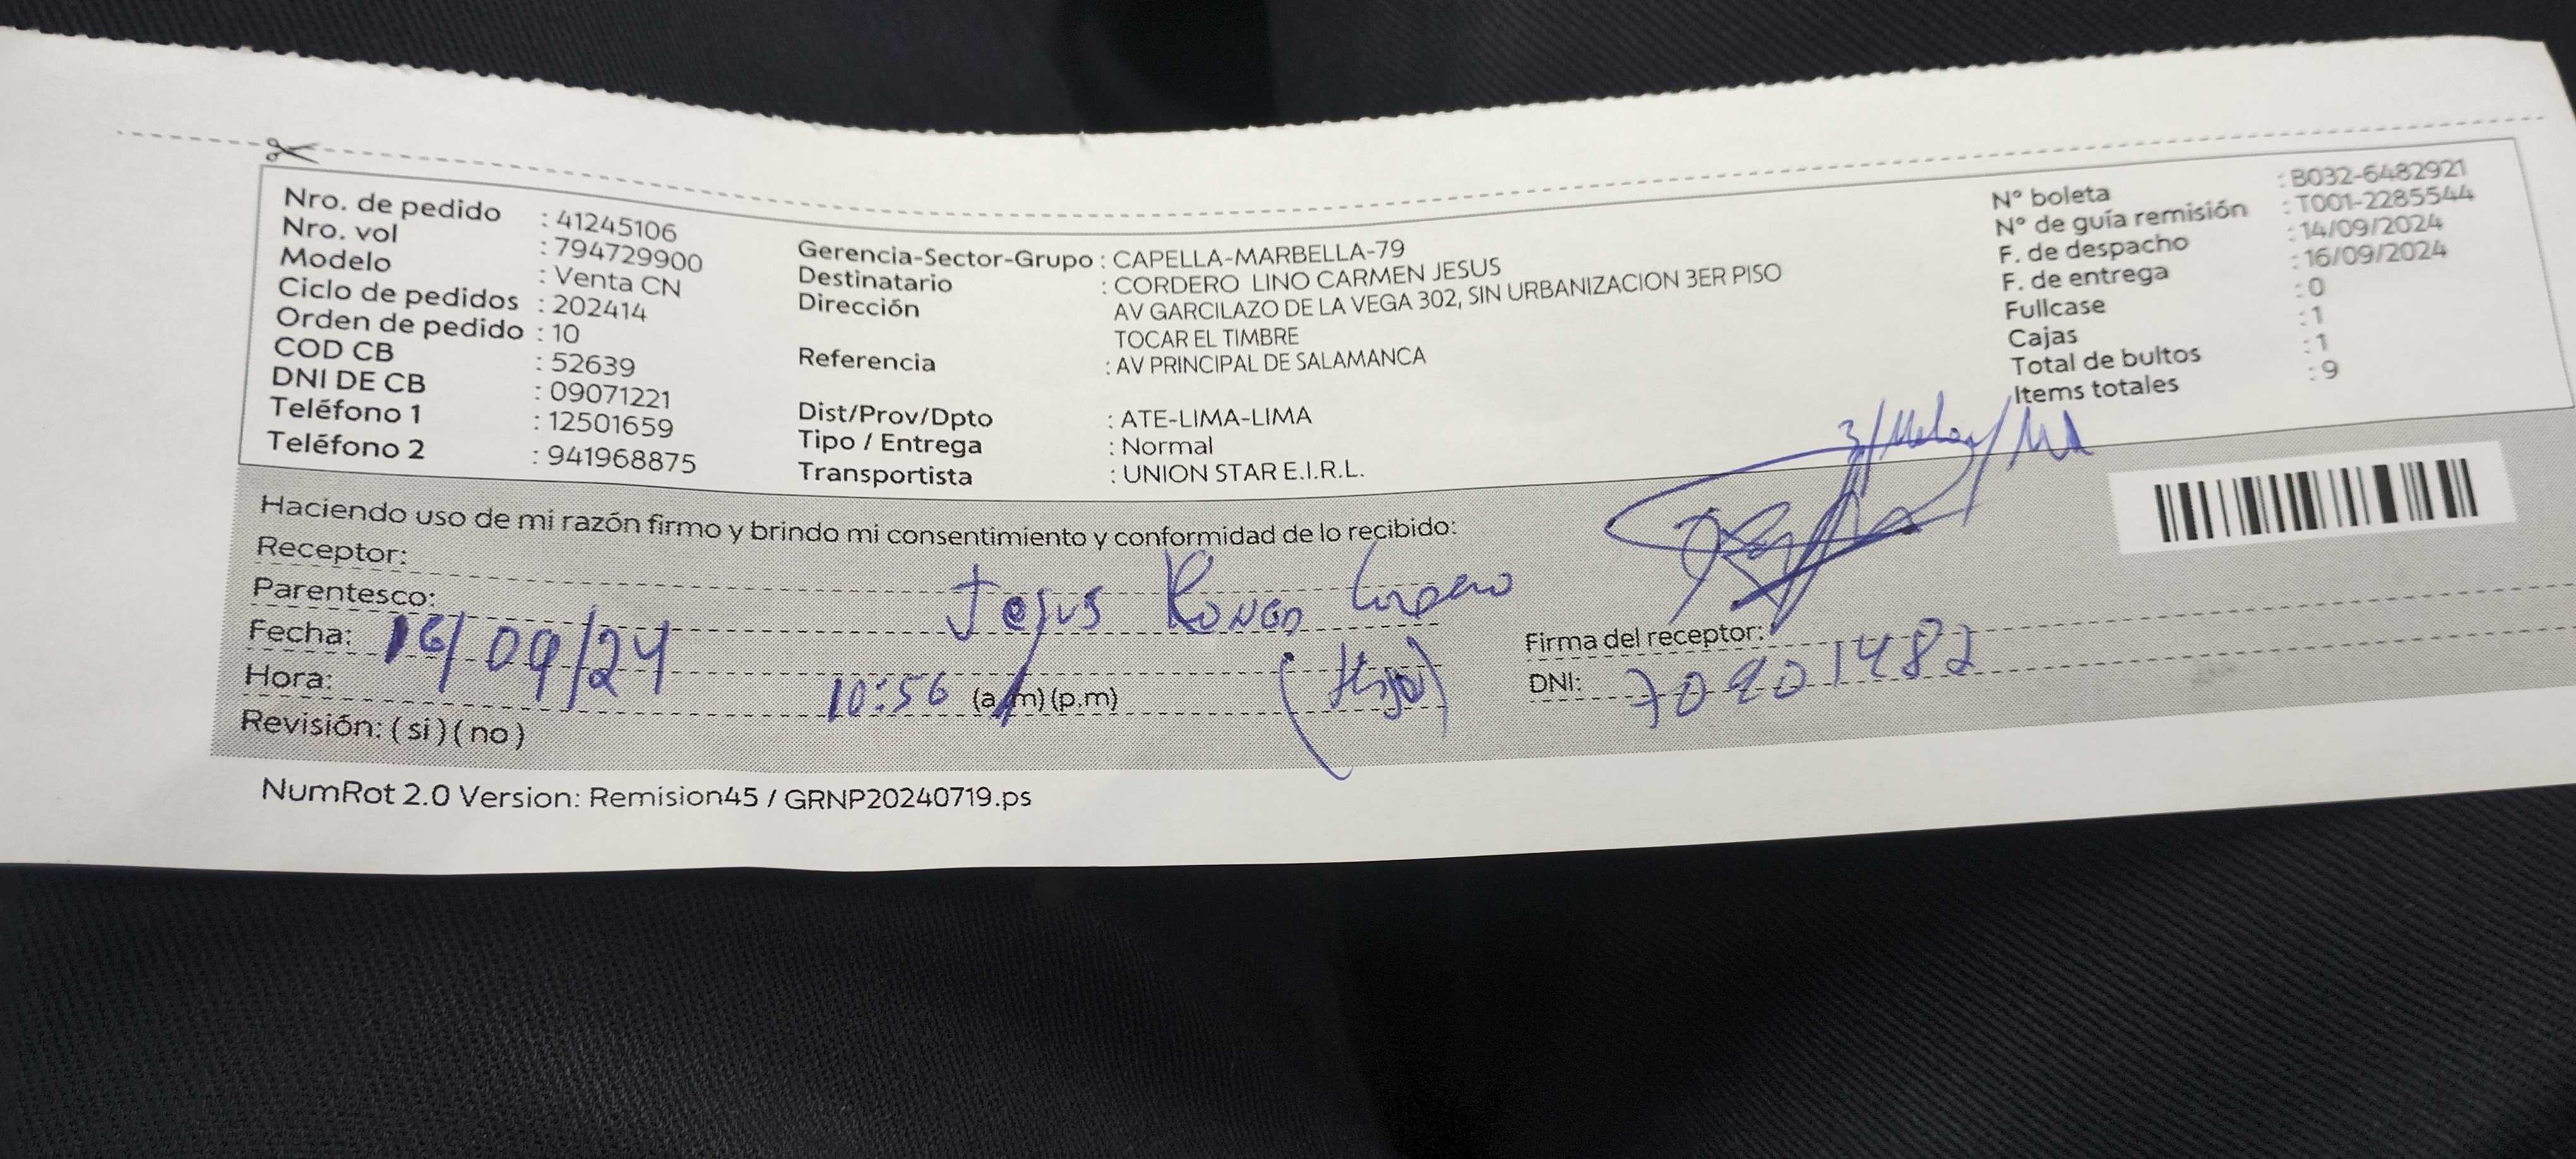 Nro. de pedido : 41245106
Nro. vol : 794729900
Modelo : Venta CN
Ciclo de pedidos : 202414
Orden de pedido : 10
COD CB : 52639
DNI DE CB : 09071221
Teléfono 1 : 12501659
Teléfono 2 : 941968875
Gerencia-Sector-Grupo : CAPELLA-MARBELLA-79
Destinatario : CORDERO LINO CARMEN JESUS
Dirección AV GARCILAZO DE LA VEGA 302, SIN URBANIZACION 3ER PISO
TOCAR EL TIMBRE
Referencia : AV PRINCIPAL DE SALAMANCA
Dist/Prov/Dpto : ATE-LIMA-LIMA
Tipo / Entrega : Normal
Transportista : UNION STAR E.I.R.L.
N° boleta : B032-6482921
N° de guía remisión : T001-2285544
F. de despacho : 14/09/2024
F. de entrega : 16/09/2024
Fullcase : 0
Cajas : 1
Total de bultos : 1
Items totales : 9
Haciendo uso de mi razón firmo y brindo mi consentimiento y conformidad de lo recibido:
Receptor: Jesus
Parentesco: (Hijo)
Fecha: 16/09/24
Hora: 10:56 (a.m) (p.m)
Revisión: ( si ) ( no )
Firma del receptor:
DNI:
NumRot 2.0 Version: Remision45 / GRNP20240719.ps